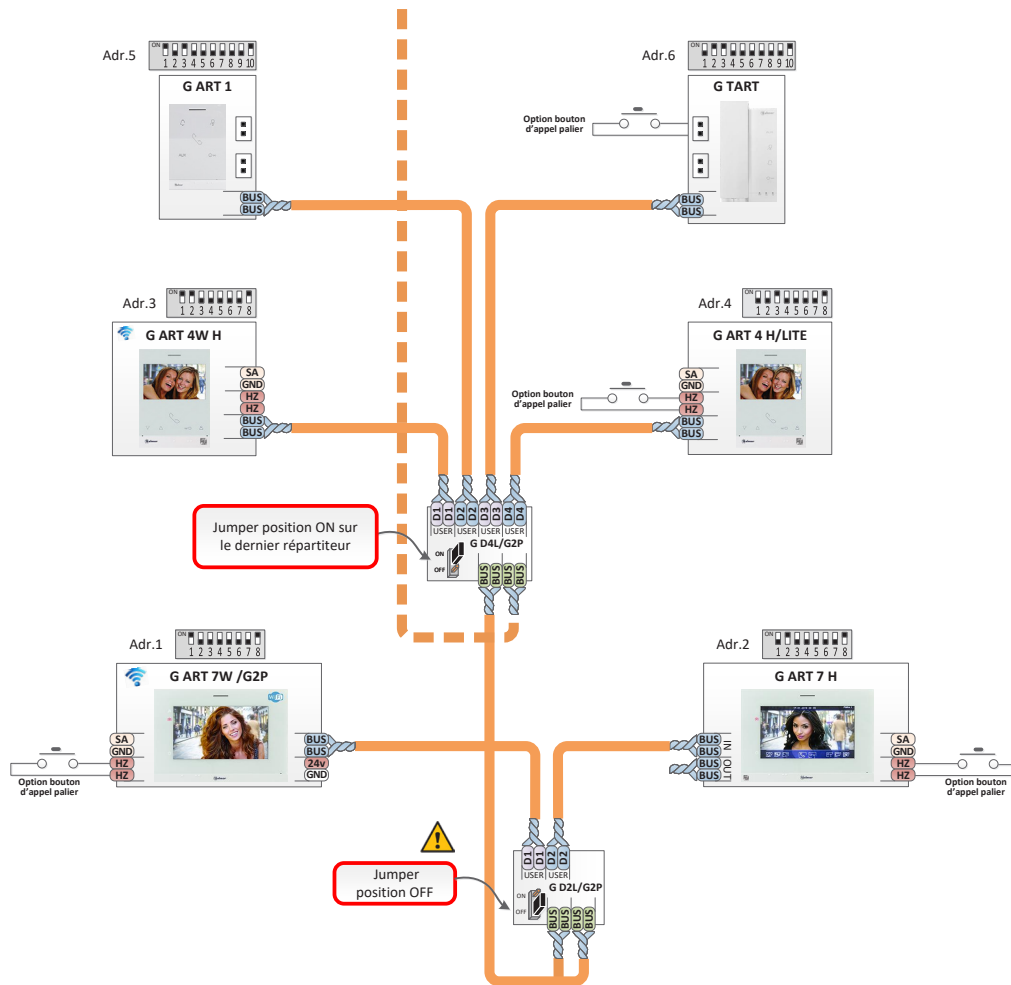 Adr.5
ON
1 2 3 4 5 6 7 8 9 10
G ART 1
BUS
BUS
Adr.6
ON
1 2 3 4 5 6 7 8 9 10
G TART
Option bouton
d'appel palier
BUS
BUS
Adr.3
ON
1 2 3 4 5 6 7 8
G ART 4W H
SA
GND
HZ
HZ
BUS
BUS
Adr.4
ON
1 2 3 4 5 6 7 8
G ART 4 H/LITE
Option bouton
d'appel palier
SA
GND
HZ
HZ
BUS
BUS
Jumper position ON sur
le dernier répartiteur
D1 D1 D2 D2 D3 D3 D4 D4
USER USER USER USER
G D4L/G2P
ON
OFF
BUS BUS BUS BUS
Adr.1
ON
1 2 3 4 5 6 7 8
G ART 7W /G2P
SA
GND
HZ
HZ
Option bouton
d'appel palier
BUS
BUS
24v
GND
Adr.2
ON
1 2 3 4 5 6 7 8
G ART 7 H
BUS
BUS
IN
BUS
BUS
OUT
SA
GND
HZ
HZ
Option bouton
d'appel palier
Jumper
position OFF
D1 D1 D2 D2
USER USER
G D2L/G2P
ON
OFF
BUS BUS BUS BUS